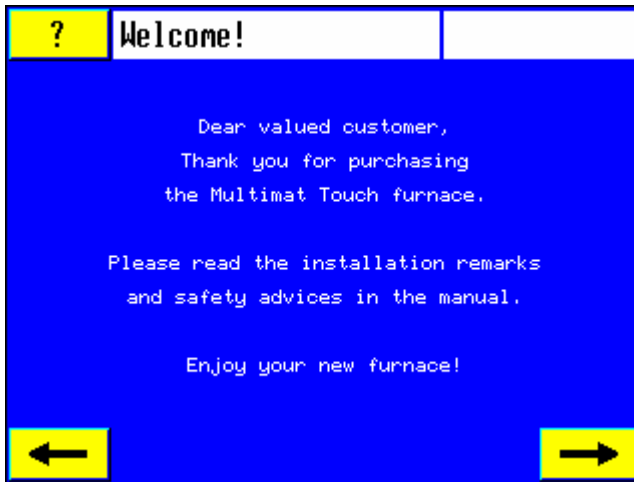 ?
Welcome!
Dear valued customer,
Thank you for purchasing
the Multimat Touch furnace.
Please read the installation remarks
and safety advices in the manual.
Enjoy your new furnace!